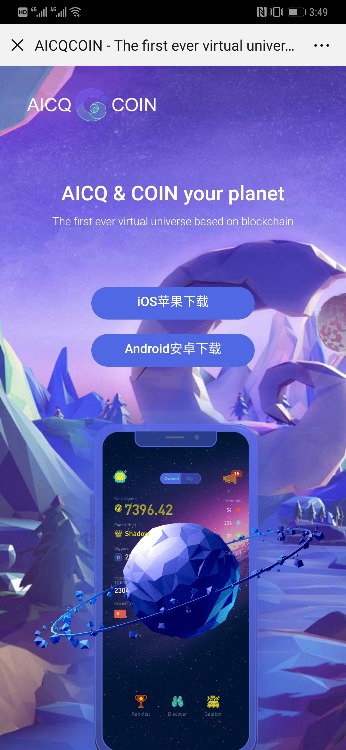 3:49
AICQCOIN - The first ever virtual univer...
AICQ COIN
AICQ & COIN your planet
The first ever virtual universe based on blockchain
iOS苹果下载
Android安卓下载
7396.42
Discover